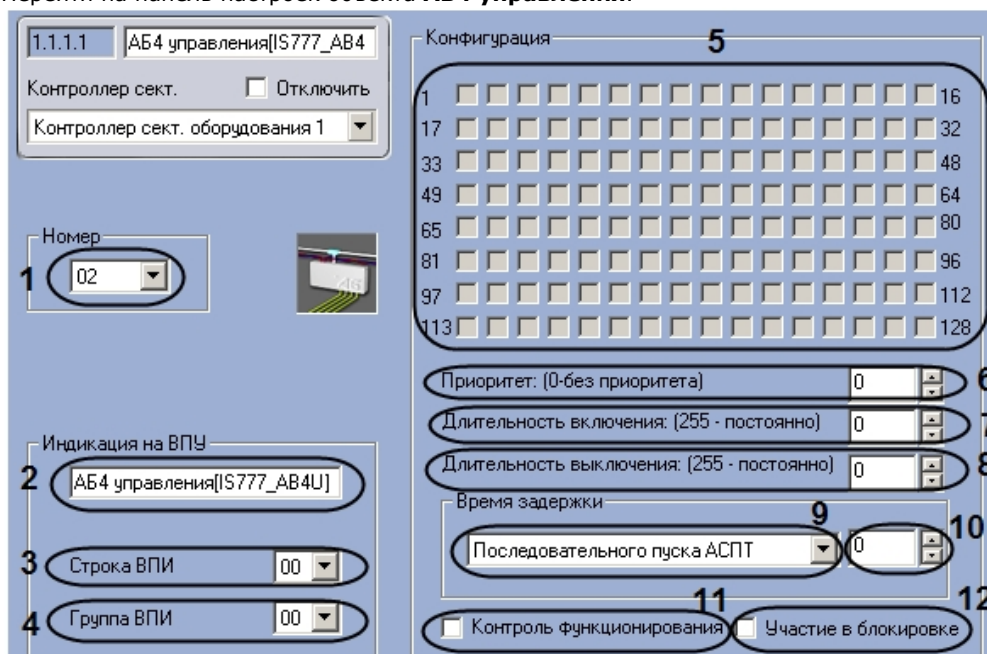 Перейти на панель настроек объекта АБ4 управлениям.
1.1.1.1 АБ4 управления[IS777_AB4
Контроллер сект. Отключить
Контроллер сект. оборудования 1
Номер
1 02
Индикация на ВПУ
2 АБ4 управления[IS777_AB4U]
3 Строка ВПИ 00
4 Группа ВПИ 00
Конфигурация 5
1 16
17 32
33 48
49 64
65 80
81 96
97 112
113 128
Приоритет: (0-без приоритета) 0 6
Длительность включения: (255 - постоянно) 0 7
Длительность выключения: (255 - постоянно) 0 8
Время задержки 9
Последовательного пуска АСПТ 0 10
11 12
Контроль функционирования Участие в блокировке